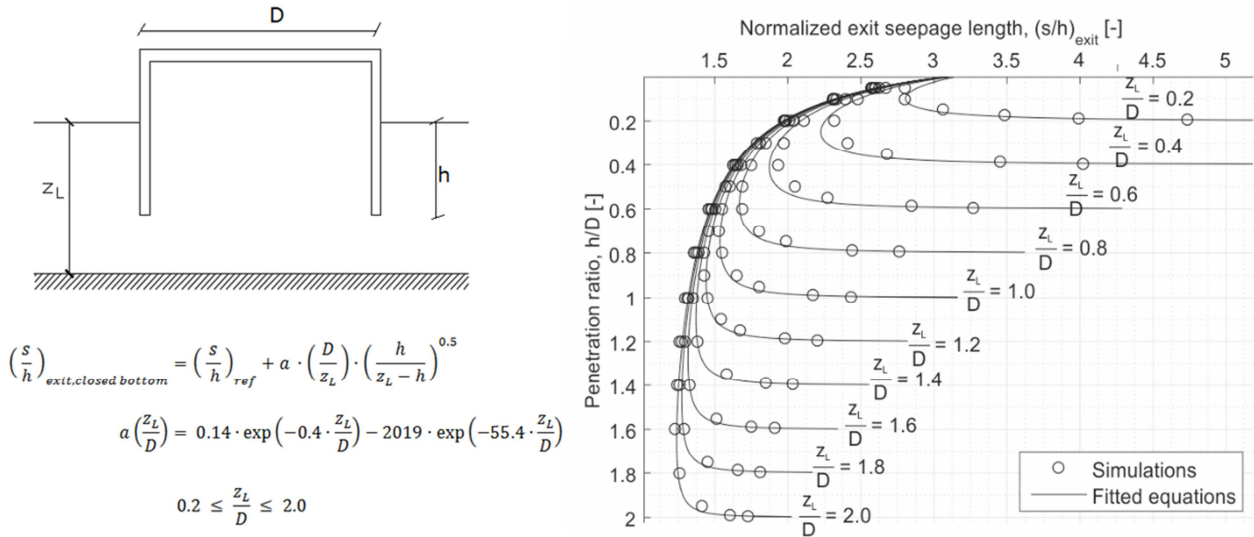 D
z_L
h
(s/h)_exit,closed bottom = (s/h)_ref + a · (D/z_L) · (h/(z_L − h))^0.5
a(z_L/D) = 0.14 · exp(−0.4 · z_L/D) − 2019 · exp(−55.4 · z_L/D)
0.2 ≤ z_L/D ≤ 2.0
Normalized exit seepage length, (s/h)_exit [-]
1.5 2 2.5 3 3.5 4 4.5 5
Penetration ratio, h/D [-]
0.2
0.4
0.6
0.8
1
1.2
1.4
1.6
1.8
2
z_L/D = 0.2
z_L/D = 0.4
z_L/D = 0.6
z_L/D = 0.8
z_L/D = 1.0
z_L/D = 1.2
z_L/D = 1.4
z_L/D = 1.6
z_L/D = 1.8
z_L/D = 2.0
Simulations
Fitted equations